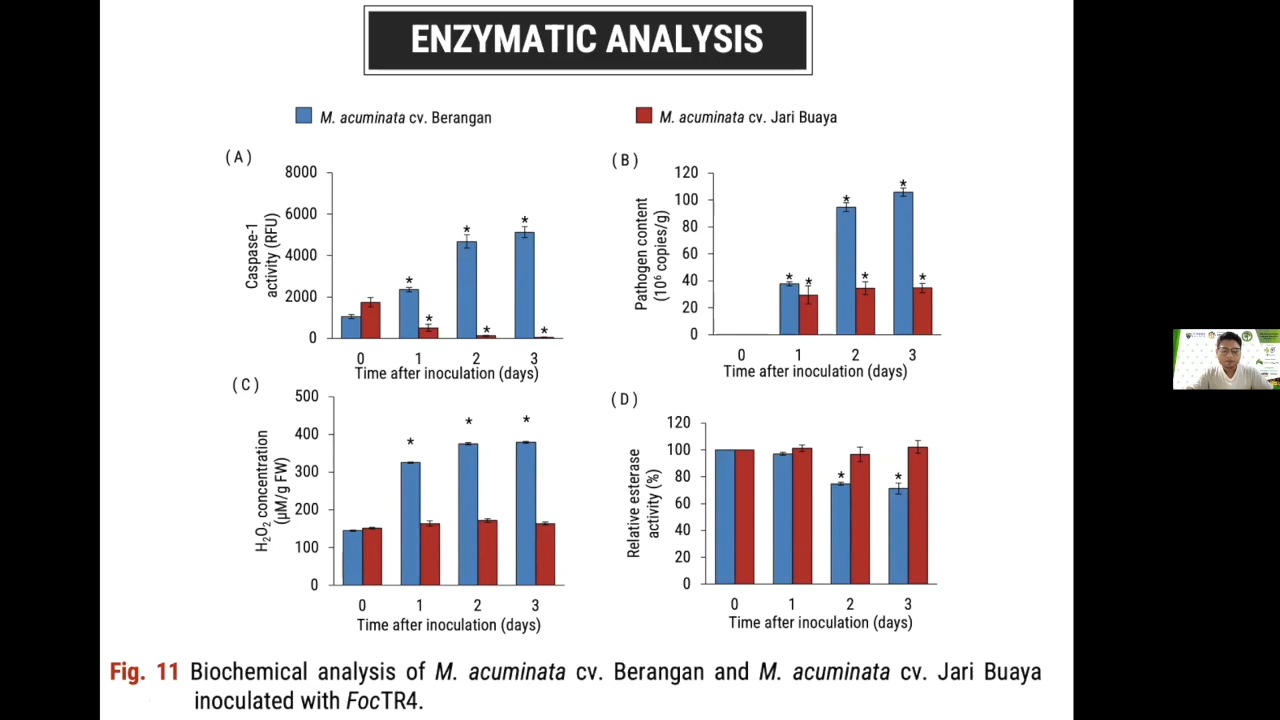 ENZYMATIC ANALYSIS
M. acuminata cv. Berangan
M. acuminata cv. Jari Buaya
(A)
Caspase-1
activity (RFU)
8000
6000
4000
2000
0
*
*
*
*
*
*
0 1 2 3
Time after inoculation (days)
(B)
Pathogen content
(10⁶ copies/g)
120
100
80
60
40
20
0
*
*
*
*
*
*
0 1 2 3
Time after inoculation (days)
(C)
H₂O₂ concentration
(µM/g FW)
500
400
300
200
100
0
*
*
*
0 1 2 3
Time after inoculation (days)
(D)
Relative esterase
activity (%)
120
100
80
60
40
20
0
*
*
0 1 2 3
Time after inoculation (days)
Fig. 11 Biochemical analysis of M. acuminata cv. Berangan and M. acuminata cv. Jari Buaya
inoculated with FocTR4.